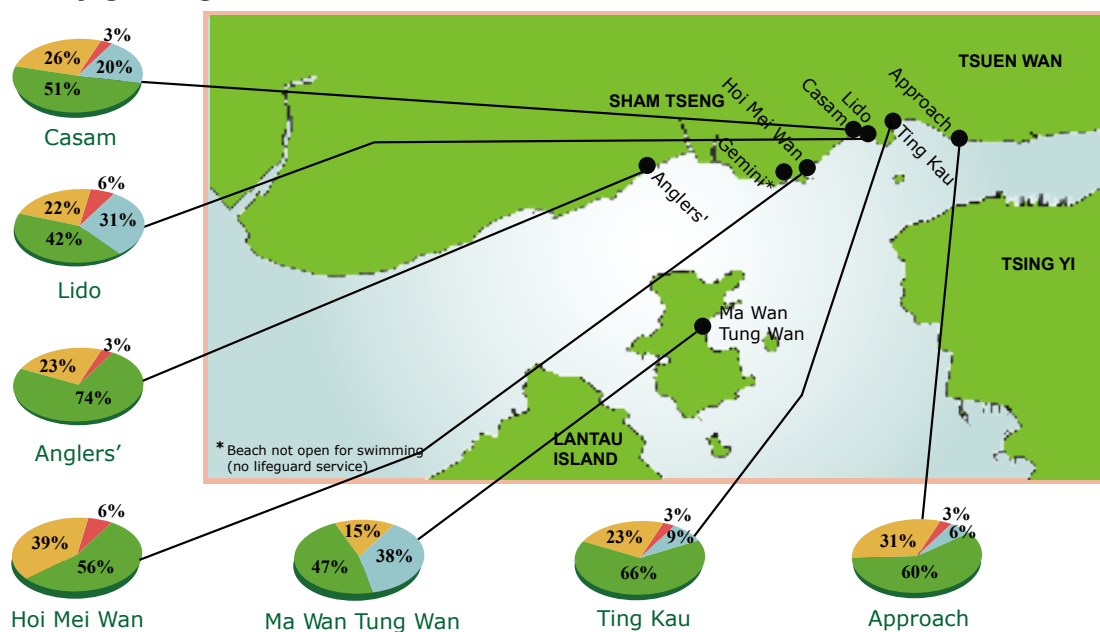 3%
26%
20%
51%
Casam
6%
22%
31%
42%
Lido
3%
23%
74%
Anglers'
6%
39%
56%
Hoi Mei Wan
15%
38%
47%
Ma Wan Tung Wan
3%
23%
9%
66%
Ting Kau
3%
31%
6%
60%
Approach
TSUEN WAN
SHAM TSENG
Hoi Mei Wan
Casam
Lido
Approach
Ting Kau
Gemini*
Anglers'
TSING YI
Ma Wan
Tung Wan
LANTAU
ISLAND
* Beach not open for swimming
(no lifeguard service)